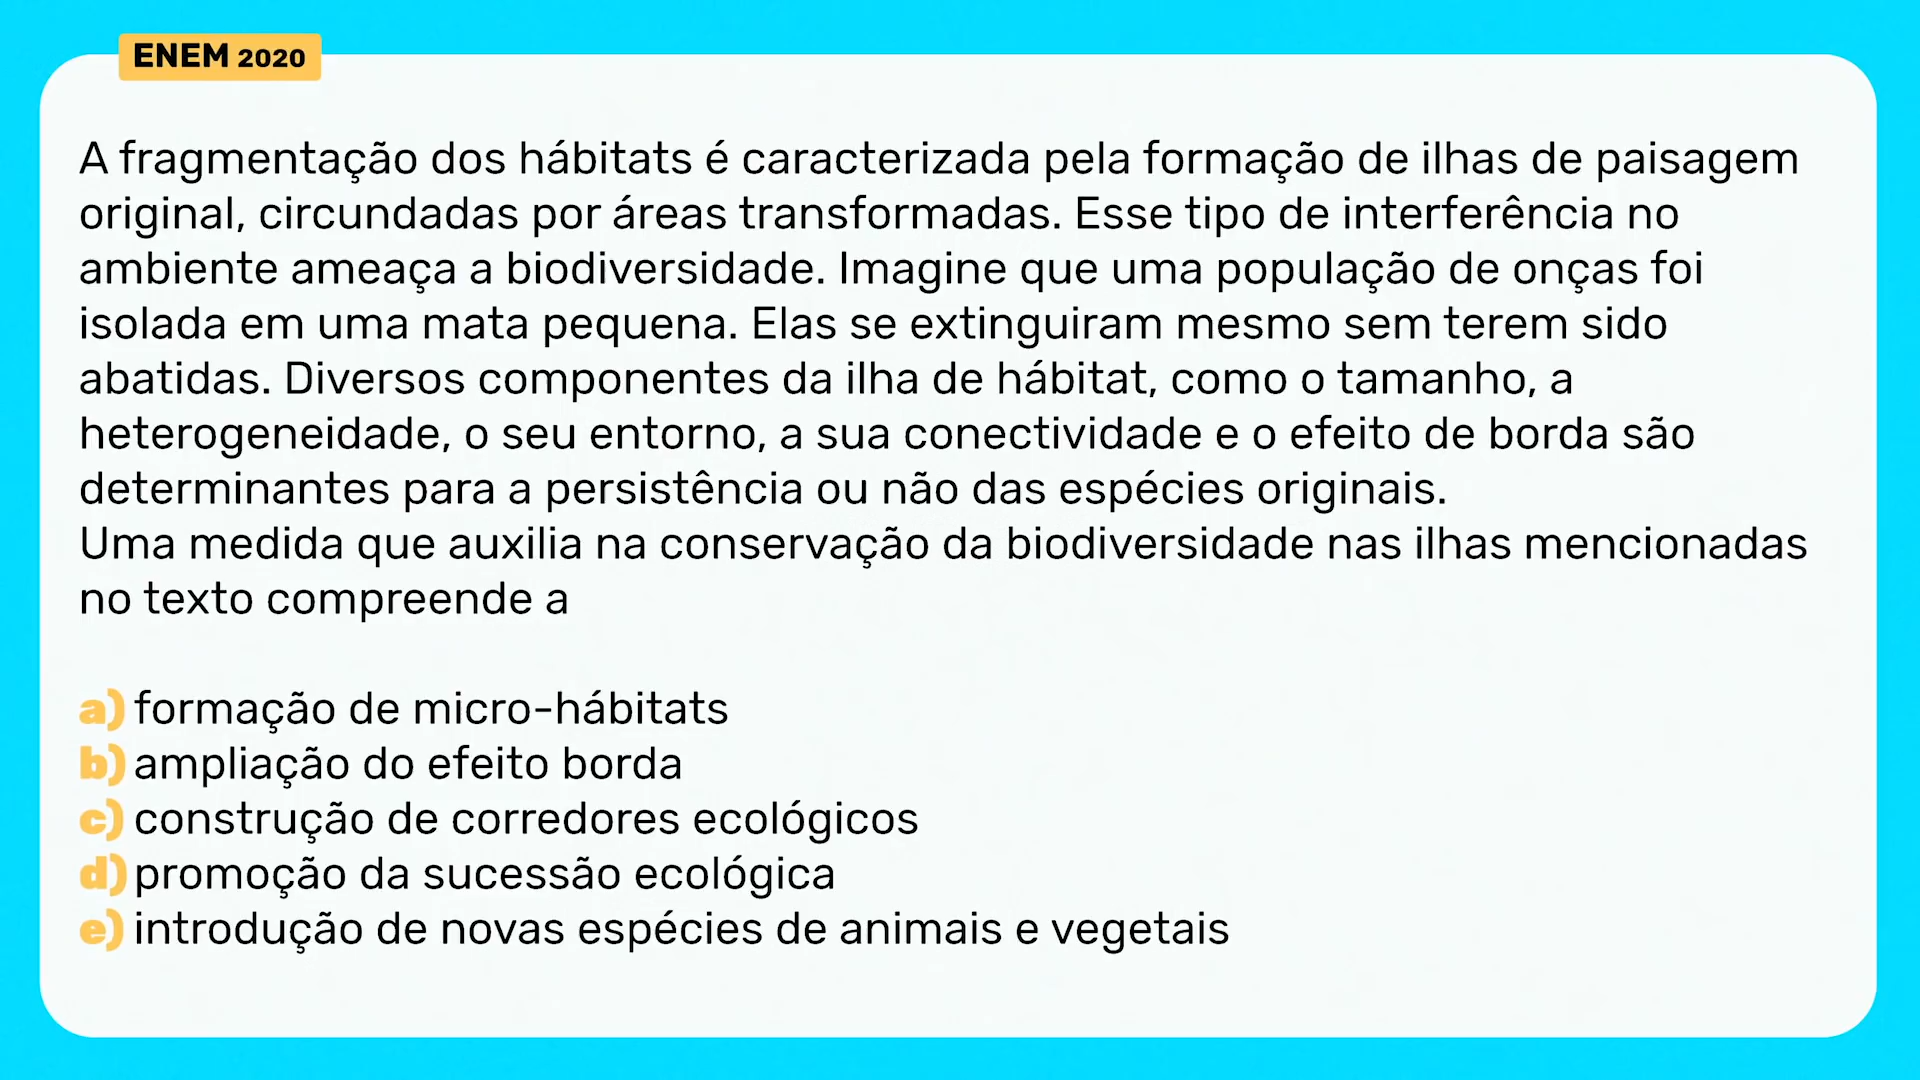 ENEM 2020
A fragmentação dos hábitats é caracterizada pela formação de ilhas de paisagem
original, circundadas por áreas transformadas. Esse tipo de interferência no
ambiente ameaça a biodiversidade. Imagine que uma população de onças foi
isolada em uma mata pequena. Elas se extinguiram mesmo sem terem sido
abatidas. Diversos componentes da ilha de hábitat, como o tamanho, a
heterogeneidade, o seu entorno, a sua conectividade e o efeito de borda são
determinantes para a persistência ou não das espécies originais.
Uma medida que auxilia na conservação da biodiversidade nas ilhas mencionadas
no texto compreende a
a) formação de micro-hábitats
b) ampliação do efeito borda
c) construção de corredores ecológicos
d) promoção da sucessão ecológica
e) introdução de novas espécies de animais e vegetais